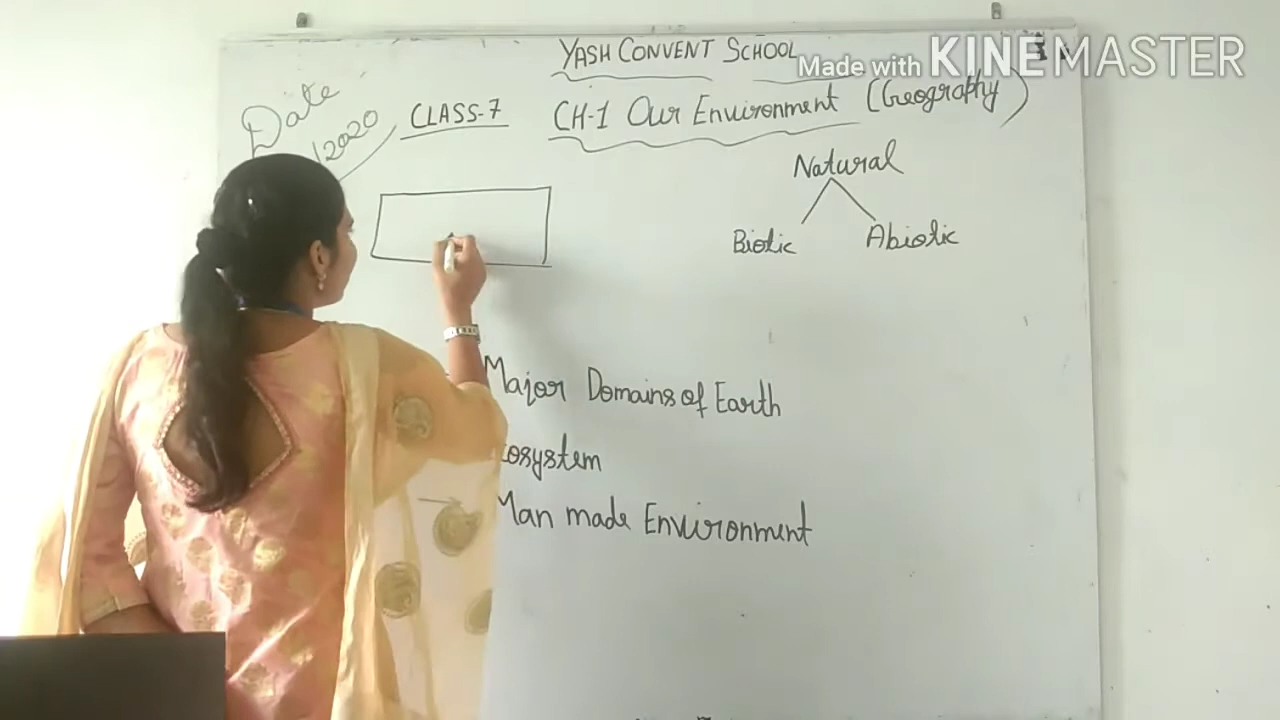 YASH CONVENT SCHOOL
Made with KINEMASTER
Date
/2020
CLASS-7
CH-1 Our Environment (Geography)
Natural
Biotic Abiotic
Major Domains of Earth
cosystem
Man made Environment